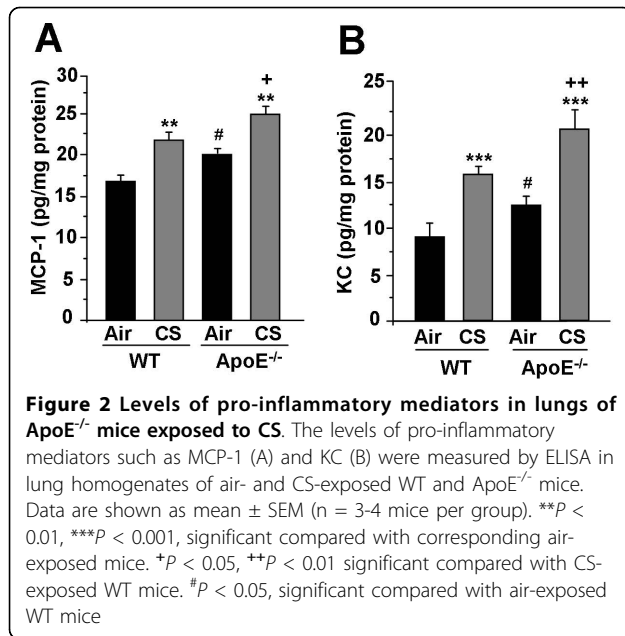 A
B
MCP-1 (pg/mg protein)
30
25
20
15
10
5
0
**
#
+
**
Air CS Air CS
WT ApoE-/-
KC (pg/mg protein)
25
20
15
10
5
0
***
#
++
***
Air CS Air CS
WT ApoE-/-
Figure 2 Levels of pro-inflammatory mediators in lungs of
ApoE-/- mice exposed to CS. The levels of pro-inflammatory
mediators such as MCP-1 (A) and KC (B) were measured by ELISA in
lung homogenates of air- and CS-exposed WT and ApoE-/- mice.
Data are shown as mean ± SEM (n = 3-4 mice per group). **P <
0.01, ***P < 0.001, significant compared with corresponding air-
exposed mice. +P < 0.05, ++P < 0.01 significant compared with CS-
exposed WT mice. #P < 0.05, significant compared with air-exposed
WT mice